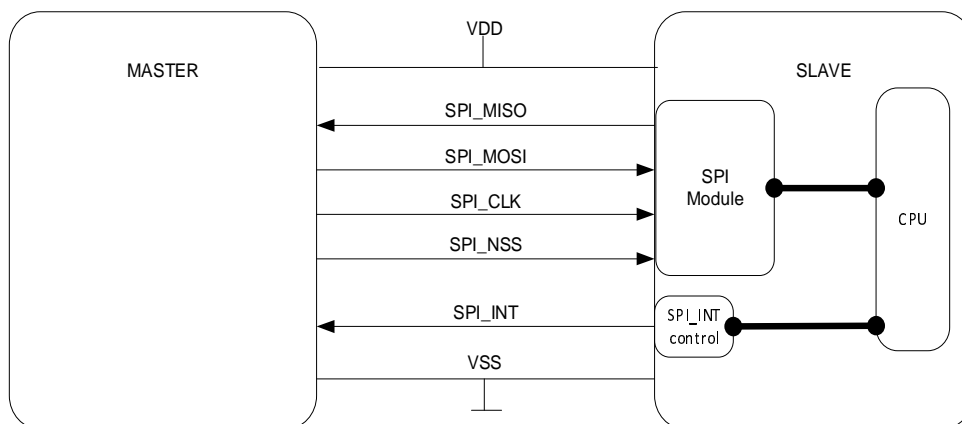 VDD
MASTER
SLAVE
SPI_MISO
SPI_MOSI
SPI
Module
SPI_CLK
CPU
SPI_NSS
SPI_INT
SPI_INT
control
VSS